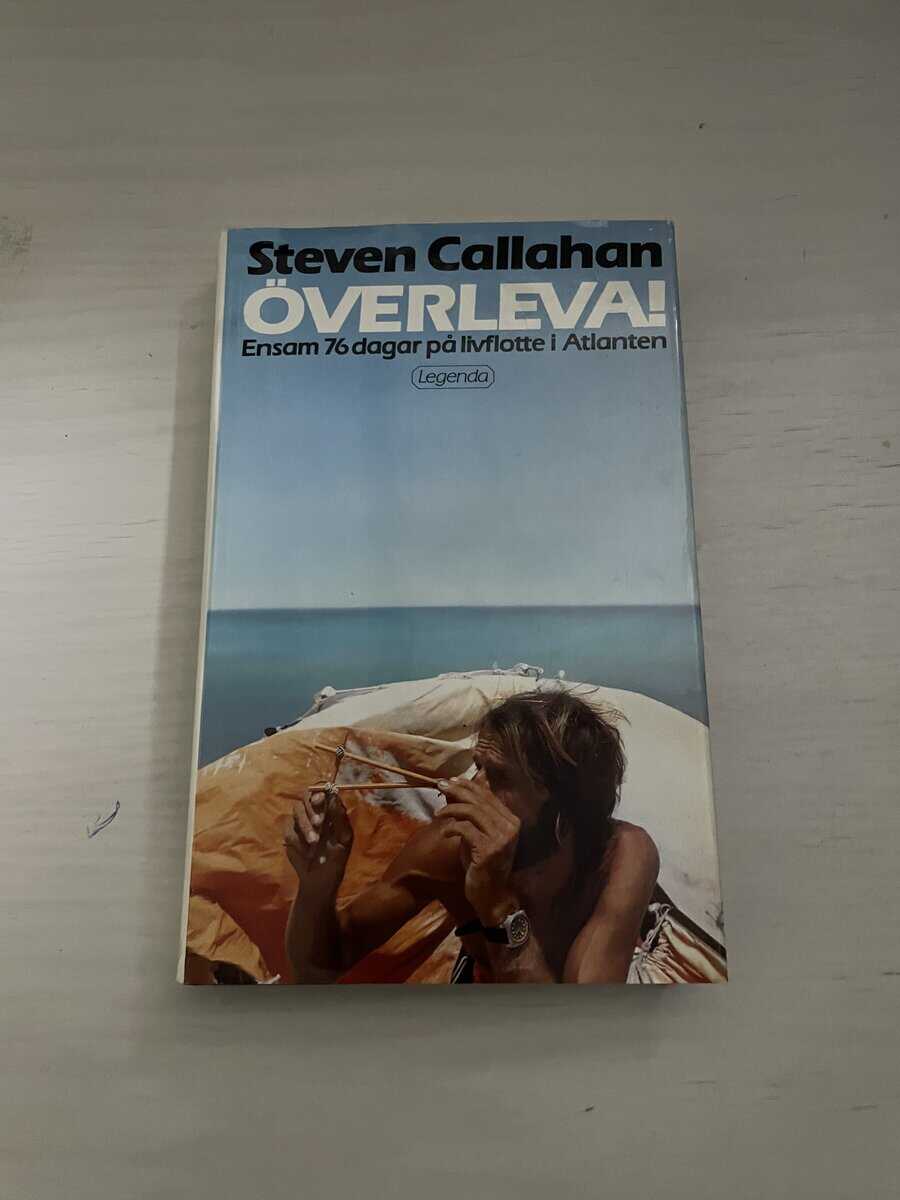 Steven Callahan
ÖVERLEVA!
Ensam 76 dagar på livflotte i Atlanten
Legenda